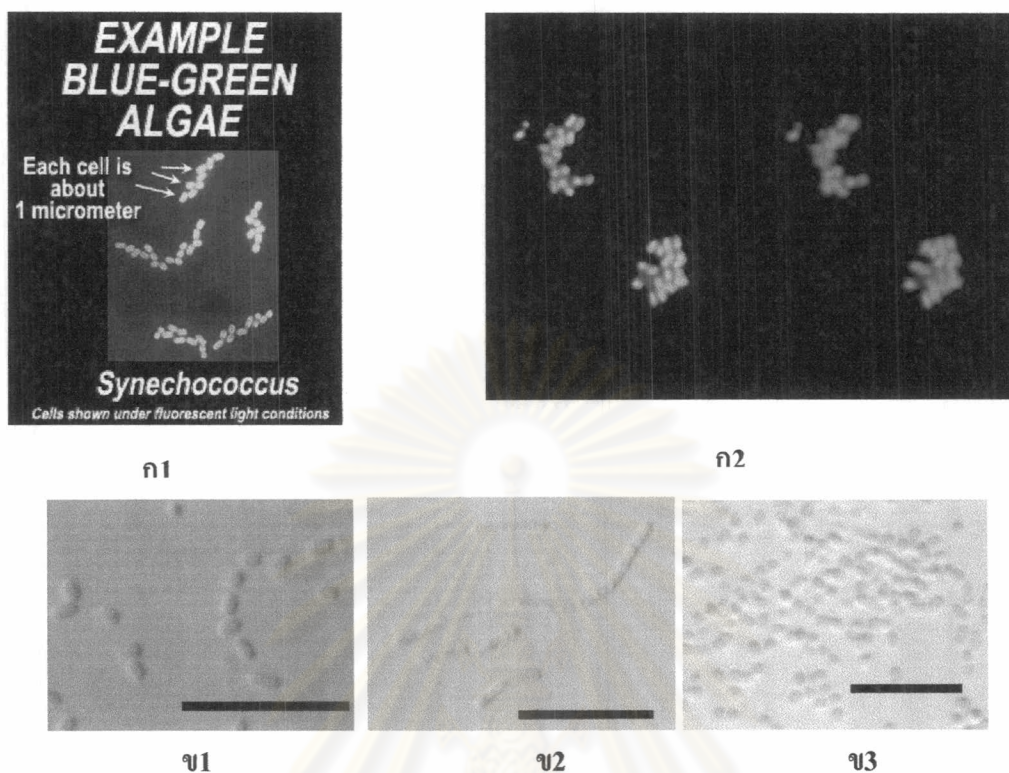 EXAMPLE
BLUE-GREEN
ALGAE
Each cell is
about
1 micrometer
Synechococcus
Cells shown under fluorescent light conditions
ก1
ก2
ข1
ข2
ข3